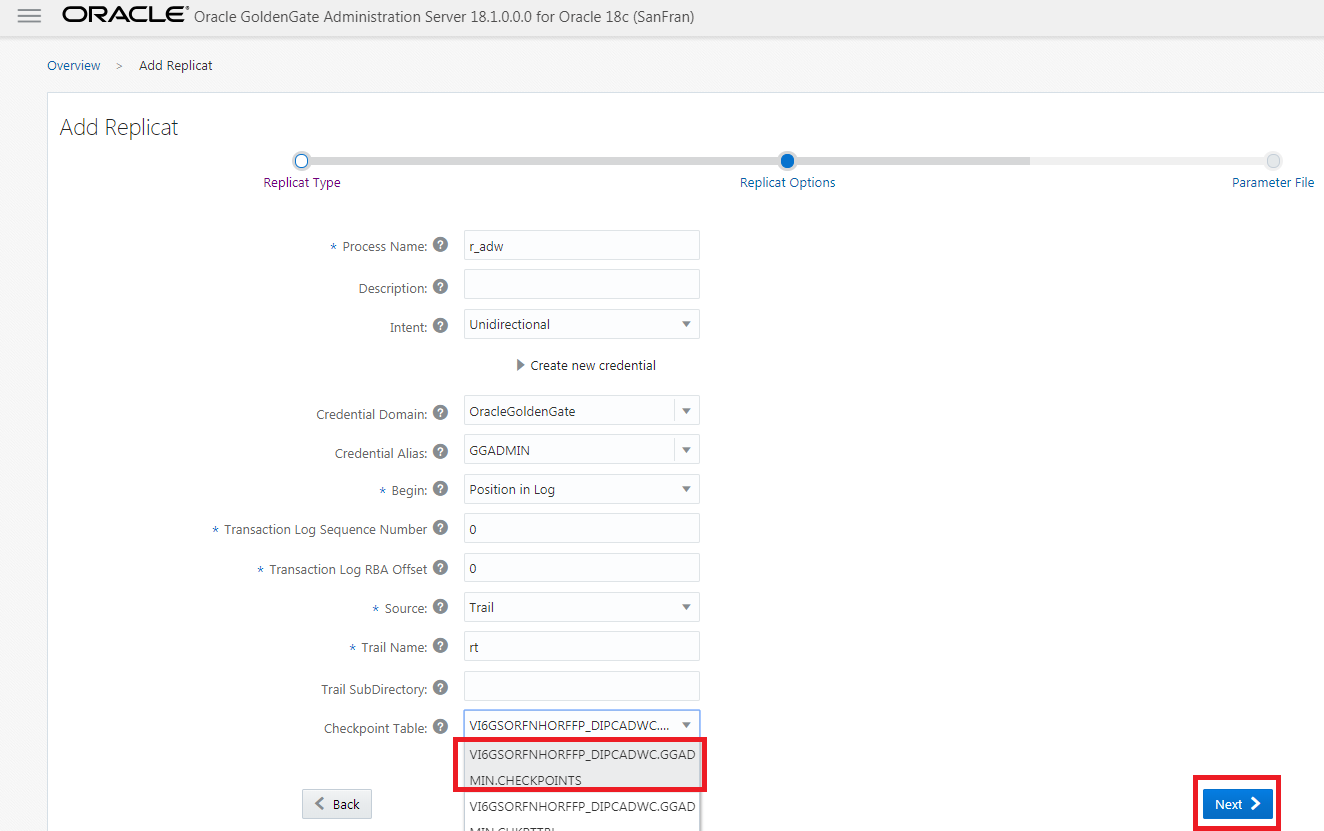 ORACLE® Oracle GoldenGate Administration Server 18.1.0.0.0 for Oracle 18c (SanFran)
Overview > Add Replicat
Add Replicat
Replicat Type Replicat Options Parameter File
* Process Name: ? r_adw
Description: ?
Intent: ? Unidirectional
Create new credential
Credential Domain: ? OracleGoldenGate
Credential Alias: ? GGADMIN
* Begin: ? Position in Log
* Transaction Log Sequence Number ? 0
* Transaction Log RBA Offset ? 0
* Source: ? Trail
* Trail Name: ? rt
Trail SubDirectory: ?
Checkpoint Table: ? VI6GSORFNHORFFP_DIPCADWC....
VI6GSORFNHORFFP_DIPCADWC.GGAD
MIN.CHECKPOINTS
Back VI6GSORFNHORFFP_DIPCADWC.GGAD Next